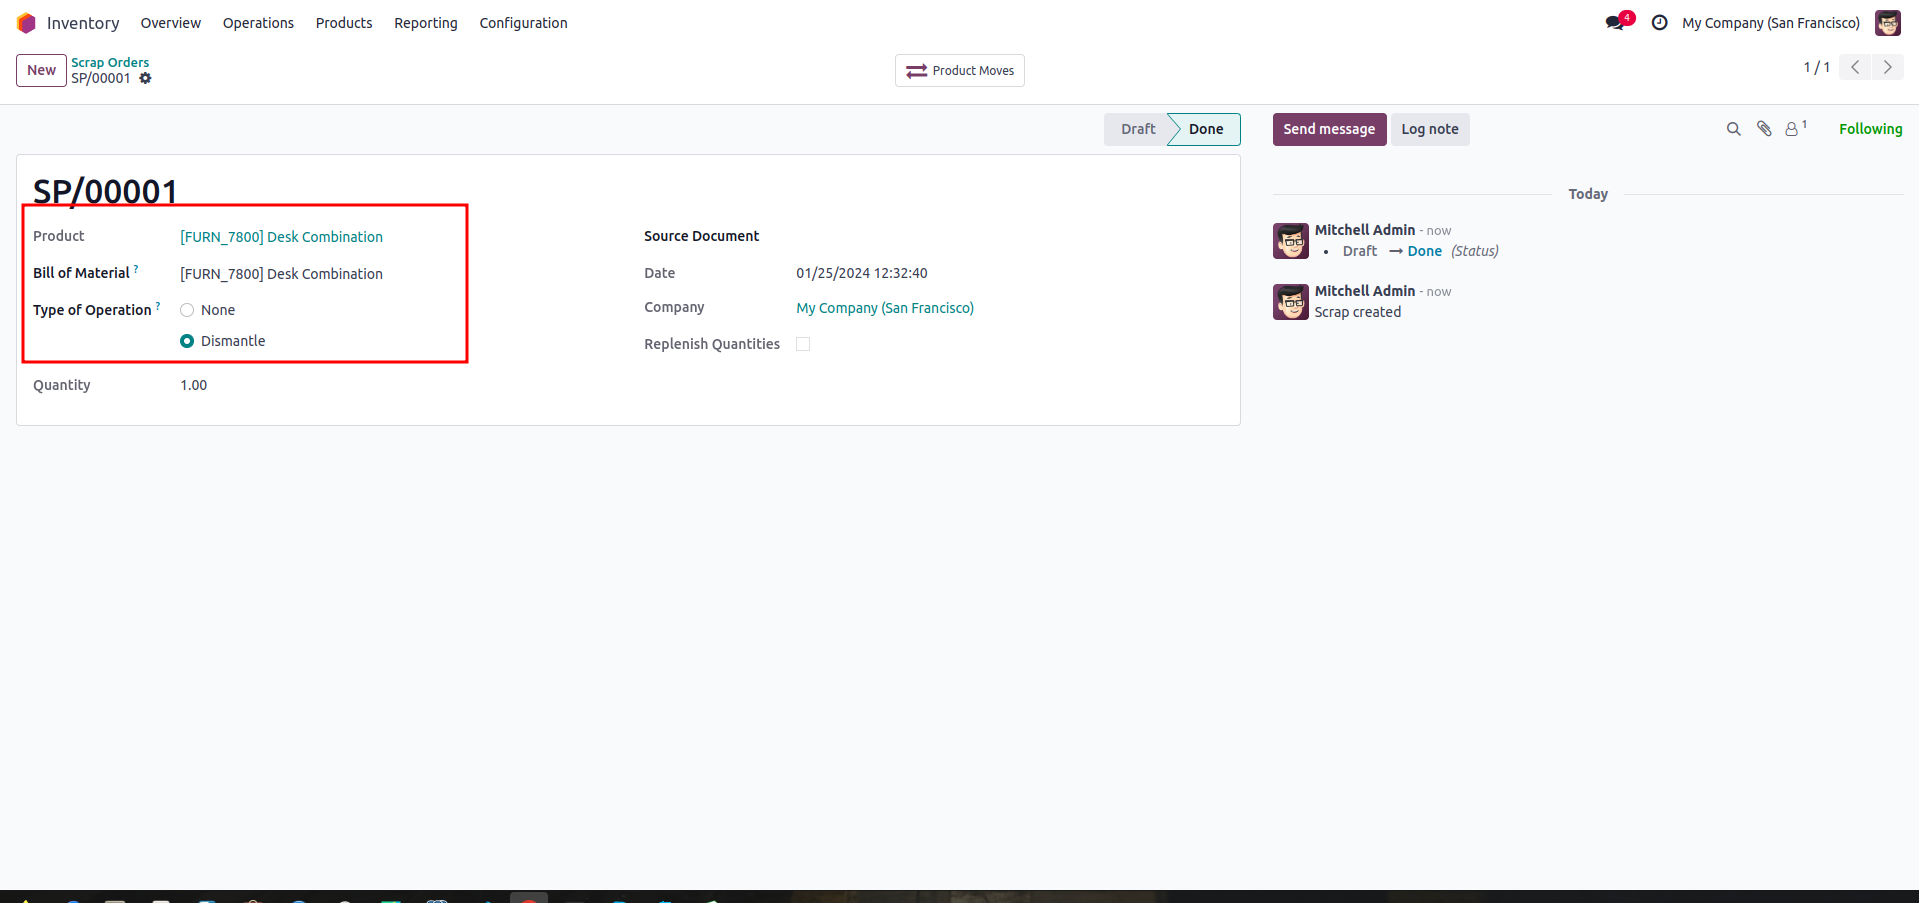 Inventory Overview Operations Products Reporting Configuration 4 My Company (San Francisco)
New Scrap Orders Product Moves 1 / 1
SP/00001
Draft Done Send message Log note 1 Following
SP/00001
Today
Product [FURN_7800] Desk Combination Source Document Mitchell Admin - now
• Draft → Done (Status)
Bill of Material ? [FURN_7800] Desk Combination Date 01/25/2024 12:32:40
Type of Operation ? None Company My Company (San Francisco) Mitchell Admin - now
Scrap created
Dismantle Replenish Quantities
Quantity 1.00